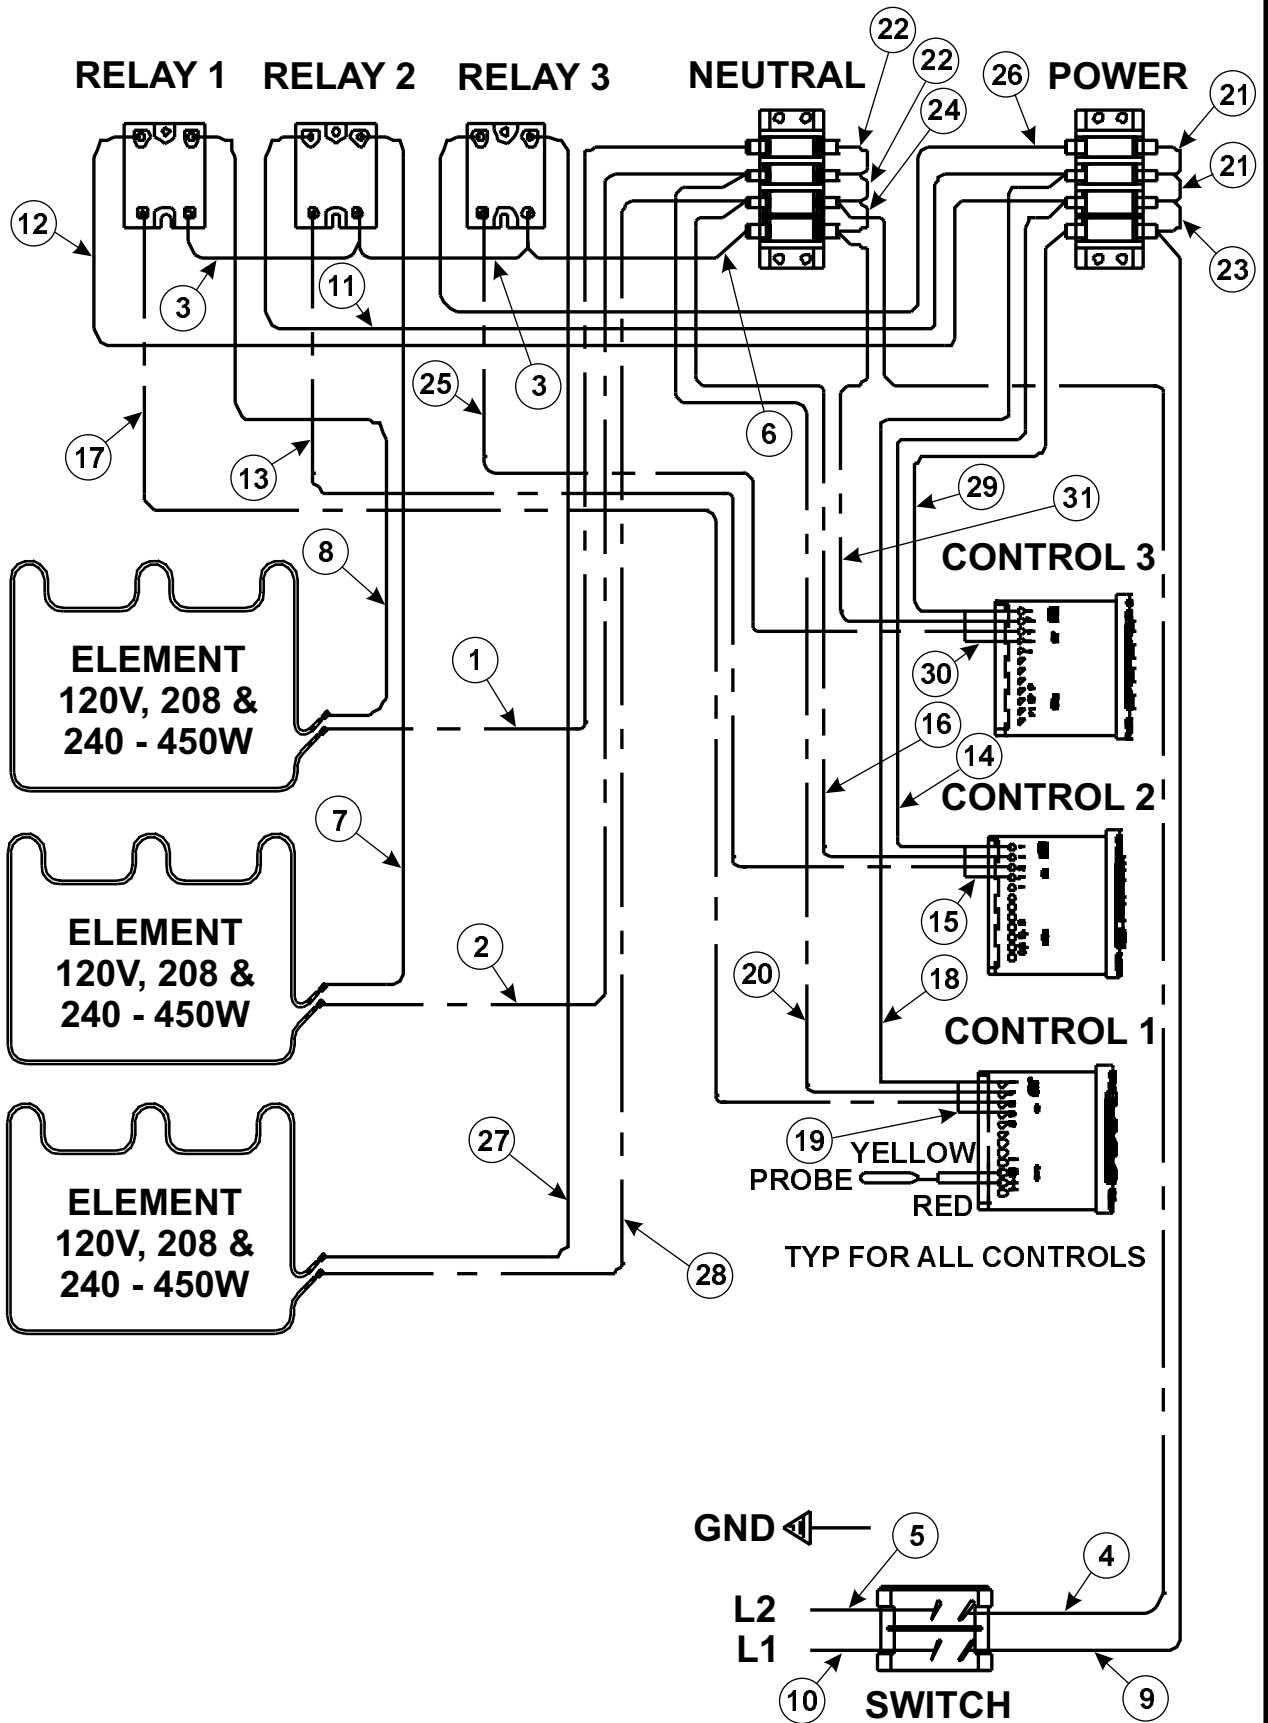 22
RELAY 1
RELAY 2
RELAY 3
NEUTRAL
22
26
POWER
21
24
21
12
3
11
23
25
3
6
17
13
29
31
8
CONTROL 3
ELEMENT
120V, 208 &
240 - 450W
1
30
16
14
CONTROL 2
7
15
ELEMENT
120V, 208 &
240 - 450W
2
20
18
CONTROL 1
27
19
YELLOW
PROBE
RED
ELEMENT
120V, 208 &
240 - 450W
28
TYP FOR ALL CONTROLS
GND
5
4
L2
L1
10
SWITCH
9